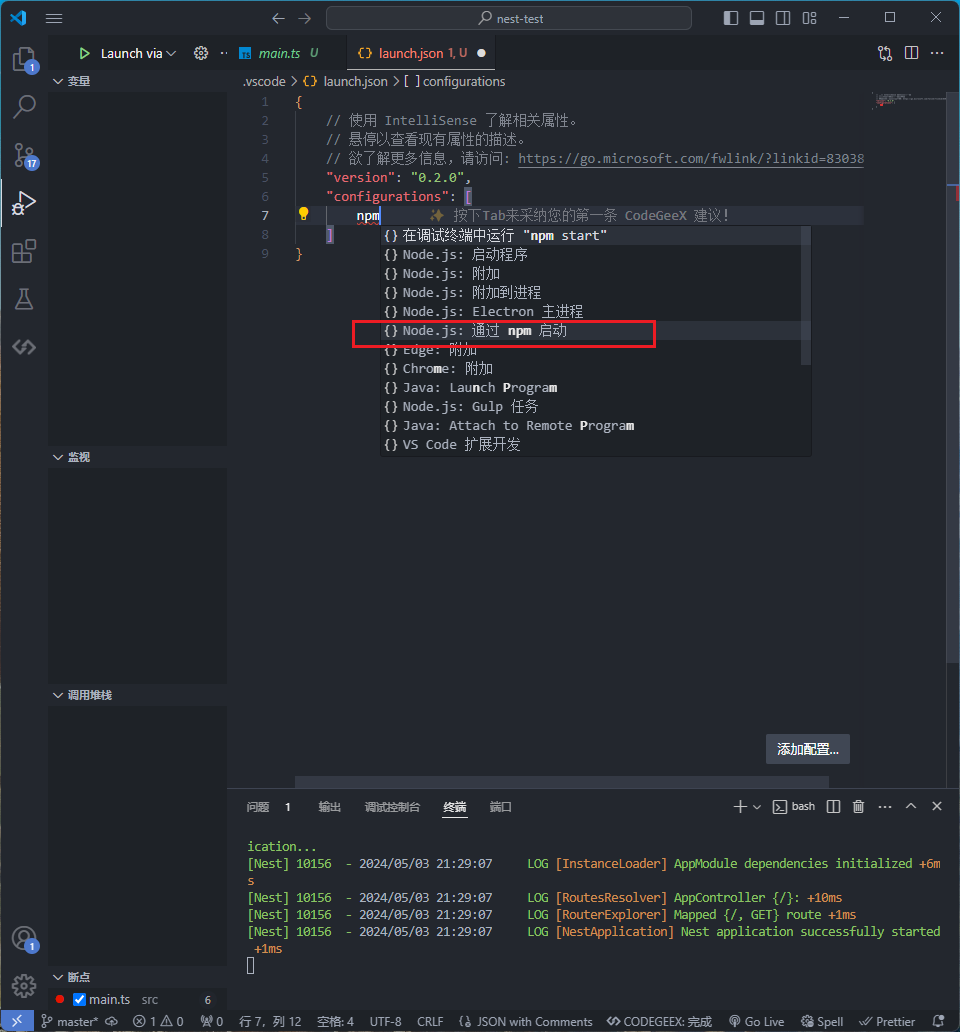 nest-test
1
Launch via
main.ts U
launch.json 1, U
变量
.vscode > {} launch.json > [ ] configurations
1 {
2 // 使用 IntelliSense 了解相关属性。
3 // 悬停以查看现有属性的描述。
4 // 欲了解更多信息，请访问: https://go.microsoft.com/fwlink/?linkid=83038
5 "version": "0.2.0",
6 "configurations": [
7 npm 按下Tab来采纳您的第一条 CodeGeeX 建议!
8 ]
9 }
17
{} 在调试终端中运行 "npm start"
{} Node.js: 启动程序
{} Node.js: 附加
{} Node.js: 附加到进程
{} Node.js: Electron 主进程
{} Node.js: 通过 npm 启动
{} Edge: 附加
{} Chrome: 附加
{} Java: Launch Program
{} Node.js: Gulp 任务
{} Java: Attach to Remote Program
{} VS Code 扩展开发
监视
调用堆栈
添加配置...
问题 1 输出 调试控制台 终端 端口 bash
ication...
[Nest] 10156 - 2024/05/03 21:29:07 LOG [InstanceLoader] AppModule dependencies initialized +6m
s
[Nest] 10156 - 2024/05/03 21:29:07 LOG [RoutesResolver] AppController {/}: +10ms
[Nest] 10156 - 2024/05/03 21:29:07 LOG [RouterExplorer] Mapped {/, GET} route +1ms
[Nest] 10156 - 2024/05/03 21:29:07 LOG [NestApplication] Nest application successfully started
+1ms
1
断点
main.ts src 6
master* 1 0 0 行 7，列 12 空格: 4 UTF-8 CRLF {} JSON with Comments CODEGEEX: 完成 Go Live Spell Prettier